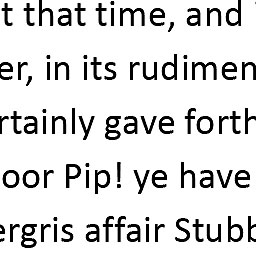 t that time, and
er, in its rudimen
rtainly gave forth
oor Pip! ye have
ergris affair Stubb